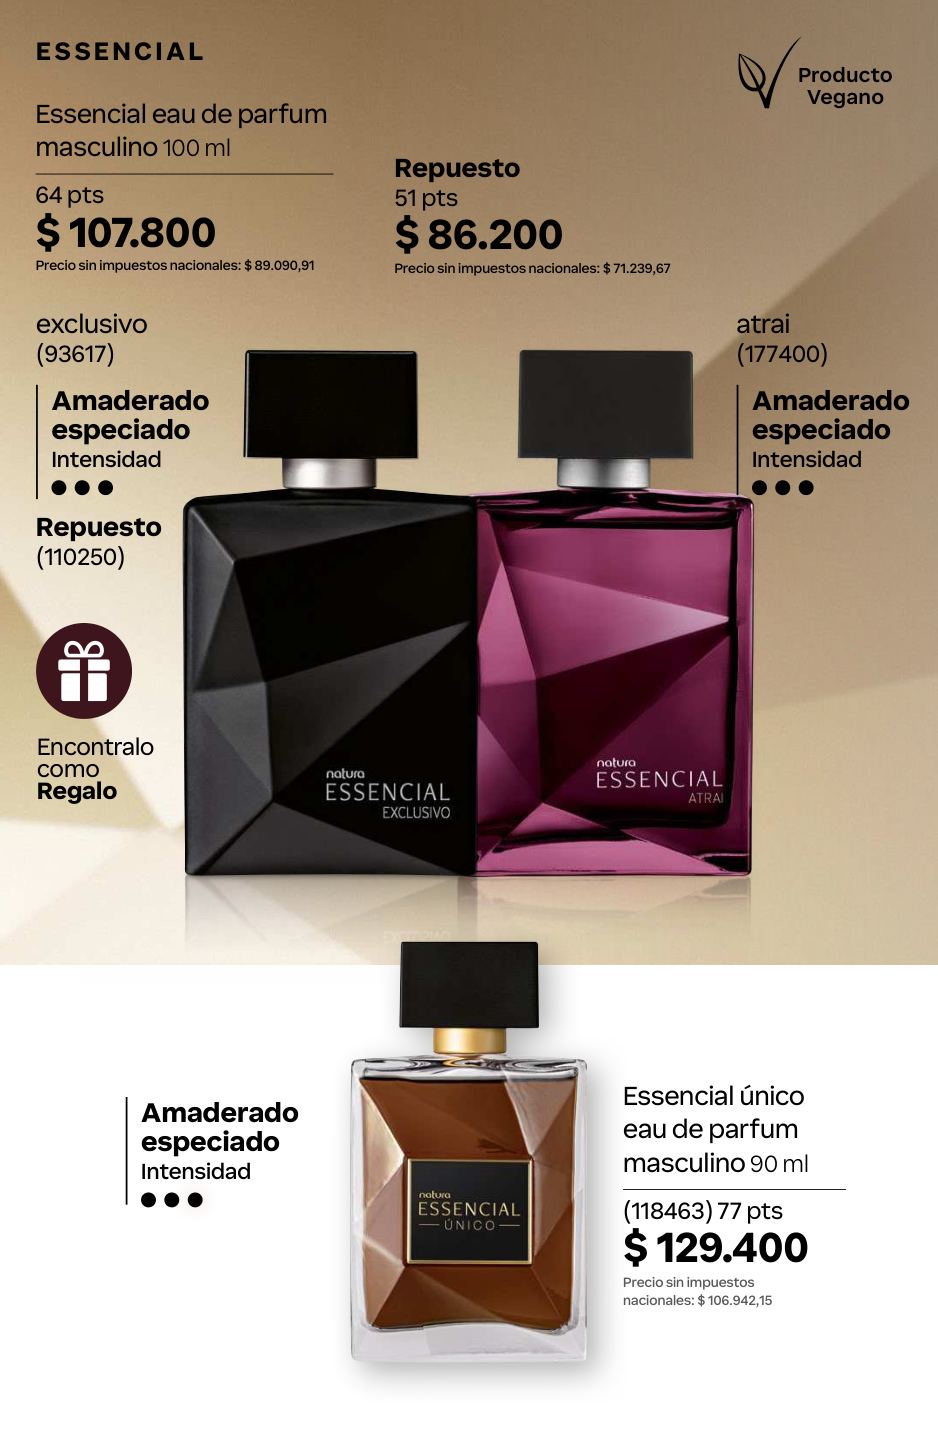 ESSENCIAL
Producto
Vegano
Essencial eau de parfum
masculino 100 ml
64 pts
$ 107.800
Precio sin impuestos nacionales: $ 89.090,91
Repuesto
51 pts
$ 86.200
Precio sin impuestos nacionales: $ 71.239,67
exclusivo
(93617)
Amaderado
especiado
Intensidad
Repuesto
(110250)
atrai
(177400)
Amaderado
especiado
Intensidad
Encontralo
como
Regalo
natura
ESSENCIAL
EXCLUSIVO
natura
ESSENCIAL
ATRAI
Amaderado
especiado
Intensidad
natura
ESSENCIAL
ÚNICO
Essencial único
eau de parfum
masculino 90 ml
(118463) 77 pts
$ 129.400
Precio sin impuestos
nacionales: $ 106.942,15